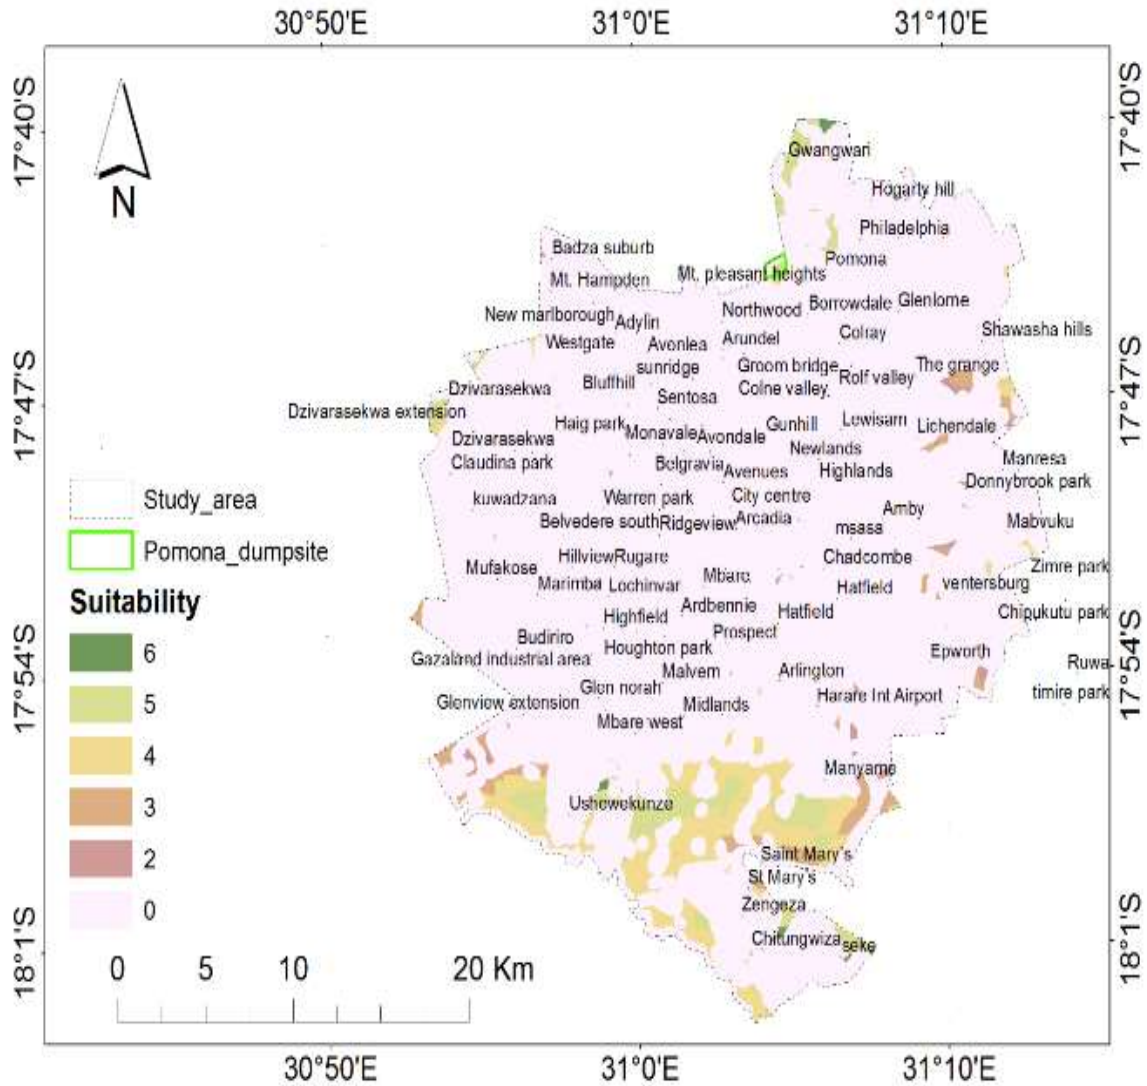 30°50'E 31°0'E 31°10'E
17°40'S 17°40'S
N
Gwangwari
Hogarty hill
Philadelphia
Badza suburb
Pomona
Mt. Hampden
Mt. pleasant heights
New marlborough
Adylin
Northwood
Borrowdale
Glenlorne
Westgate
Avonlea
Arundel
Colray
Shawasha hills
sunridge
Groom bridge
The grange
Dzivarasekwa
Bluffhill
Sentosa
Colne valley
Rolf valley
17°47'S 17°47'S
Dzivarasekwa extension
Haig park
Monavale
Avondale
Gunhill
Lewisam
Lichendale
Dzivarasekwa
Newlands
Claudina park
Belgravia
Avenues
Highlands
Manresa
Donnybrook park
kuwadzana
Warren park
City centre
Amby
Study_area
Belvedere south
Ridgeview
Arcadia
msasa
Mabvuku
Pomona_dumpsite
Hillview
Rugare
Chadcombe
Mufakose
Marimba
Lochinvar
Mbare
Hatfield
ventersburg
Zimre park
Suitability
Highfield
Ardbennie
Hatfield
Chipukutu park
Budiriro
Prospect
Houghton park
Epworth
Gazaland industrial area
Malvern
Arlington
Ruwa
17°54'S 17°54'S
Glen norah
Harare Int Airport
timire park
Glenview extension
Midlands
Mbare west
6
5
4
3
2
0
Manyame
Ushewekunze
Saint Mary's
St Mary's
Zengeza
Chitungwiza
seke
18°1'S 18°1'S
0 5 10 20 Km
30°50'E 31°0'E 31°10'E